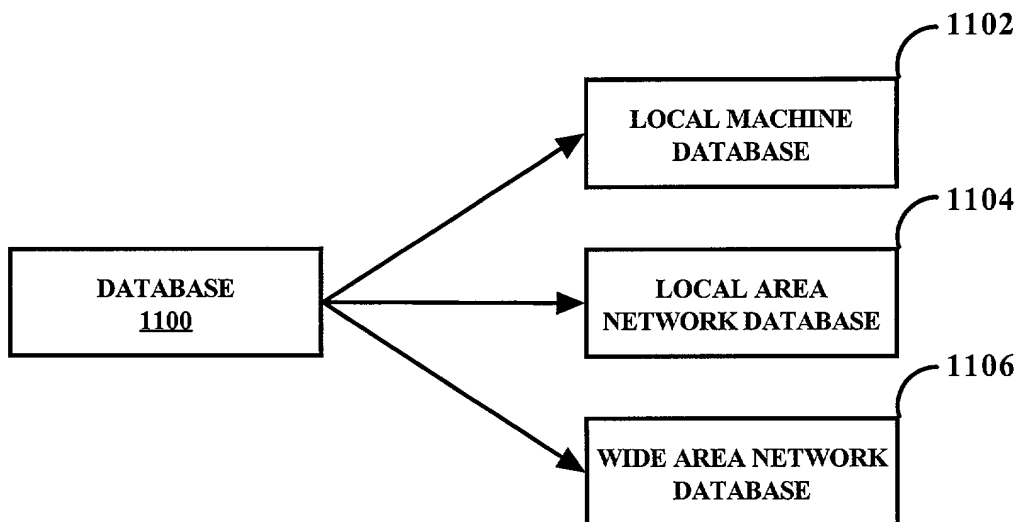 1102
LOCAL MACHINE
DATABASE
1104
DATABASE
1100
LOCAL AREA
NETWORK DATABASE
1106
WIDE AREA NETWORK
DATABASE